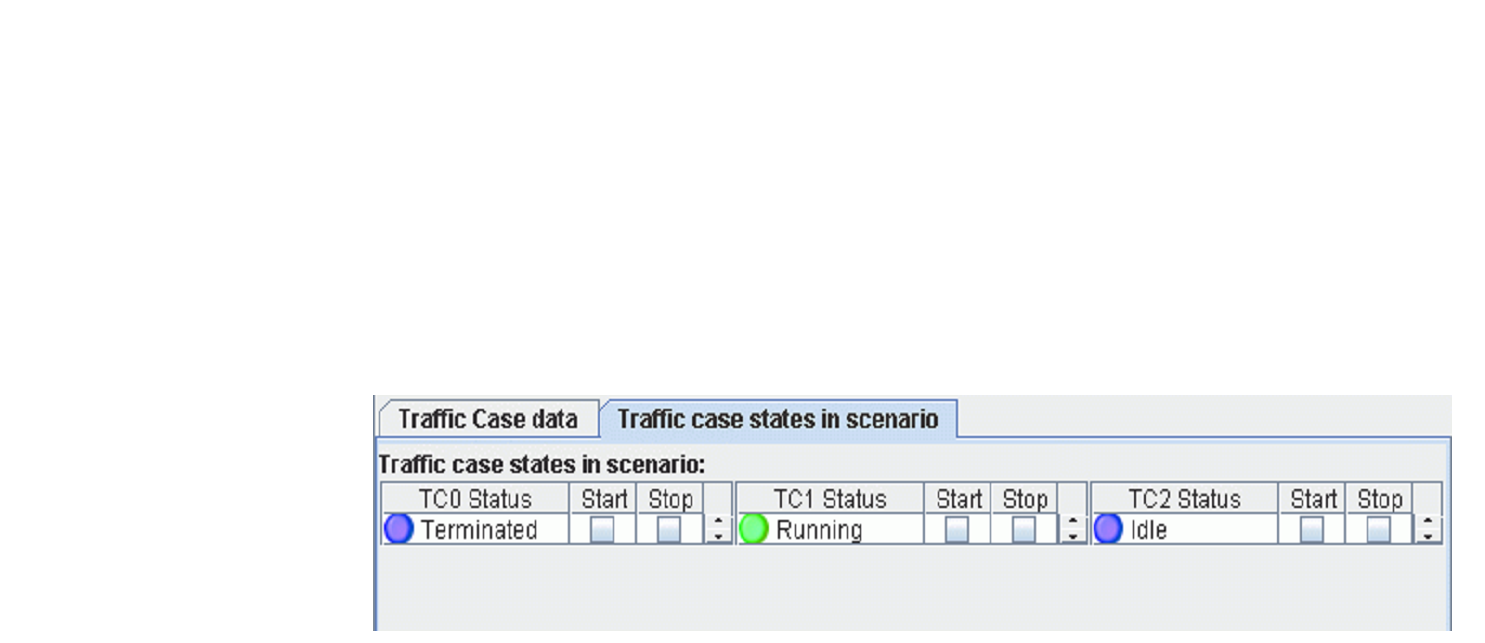 Traffic Case data Traffic case states in scenario
Traffic case states in scenario:
TC0 Status Start Stop TC1 Status Start Stop TC2 Status Start Stop
Terminated Running Idle